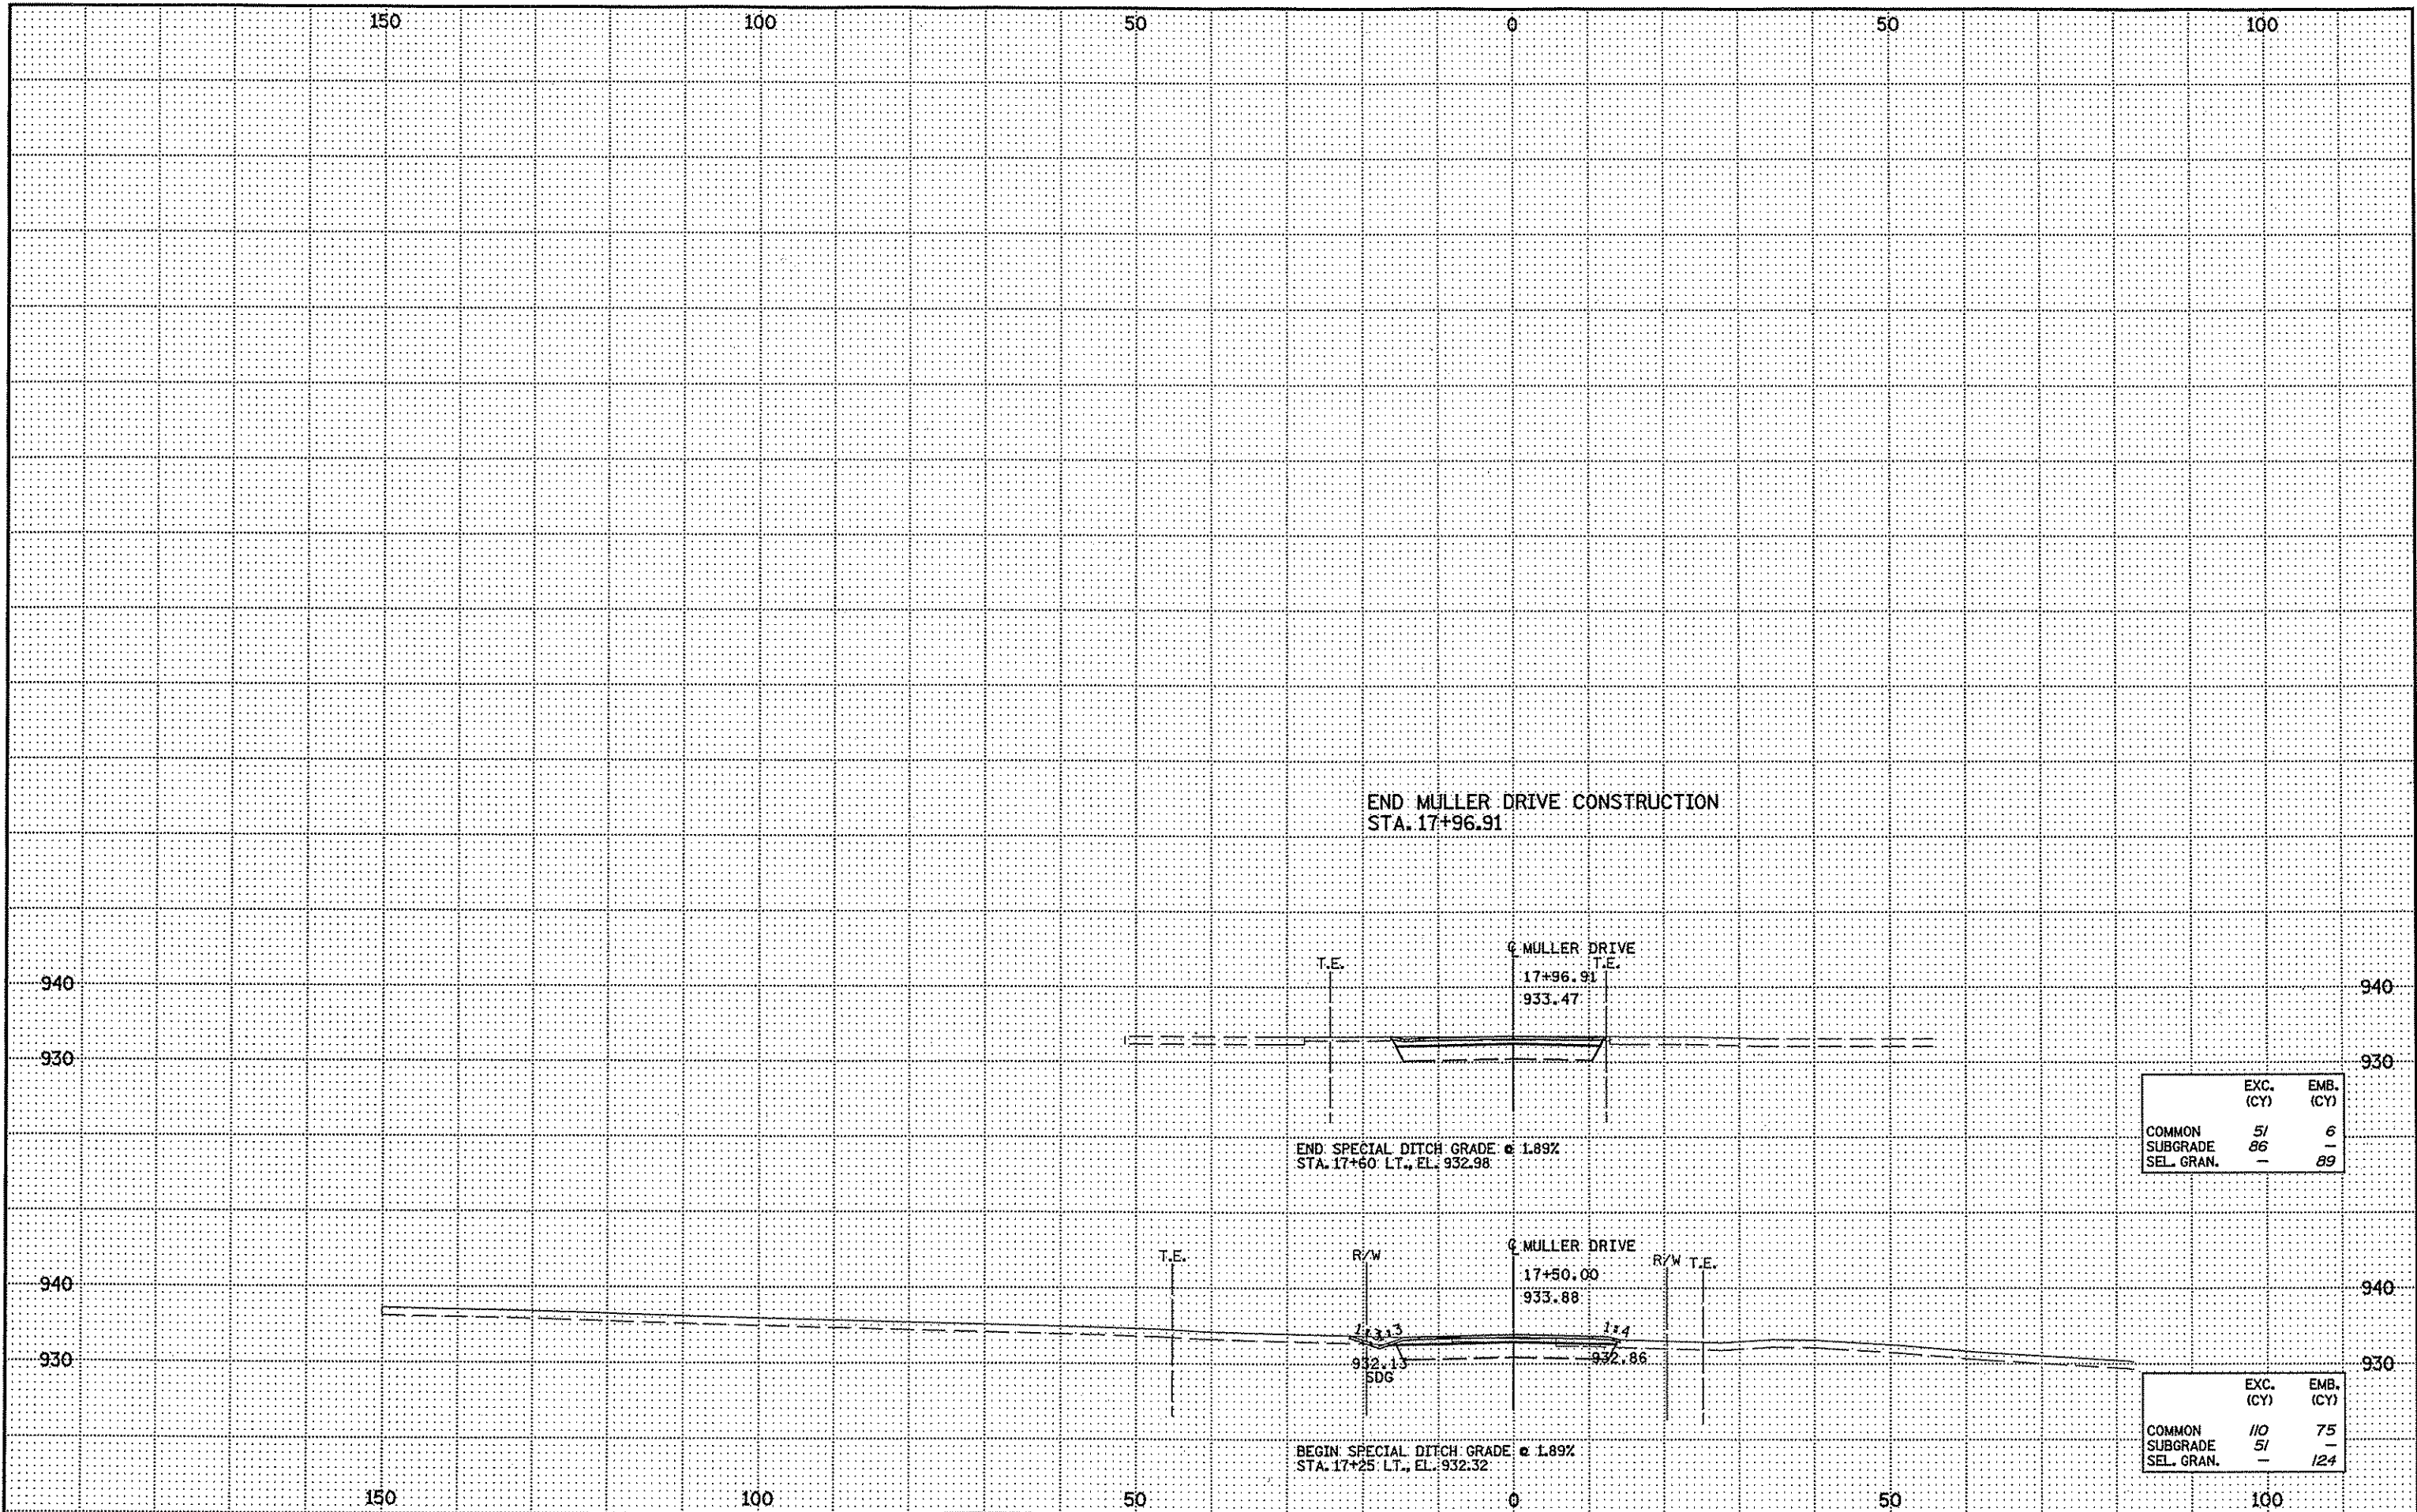 150 100 50 0 50 100
END MULLER DRIVE CONSTRUCTION
STA. 17+96.91
℄ MULLER DRIVE
T.E. T.E.
17+96.91
940 940
933.47
930 930
EXC. EMB.
(CY) (CY)
COMMON 51 6
SUBGRADE 86 —
SEL. GRAN. — 89
END SPECIAL DITCH GRADE @ 1.89%
STA. 17+60 LT., EL. 932.98
℄ MULLER DRIVE
T.E. R/W R/W T.E.
17+50.00
940 940
933.88
1:3 1:3 1:4
930 930
932.13 932.86
SDG
EXC. EMB.
(CY) (CY)
COMMON 110 75
SUBGRADE 51 —
SEL. GRAN. — 124
BEGIN SPECIAL DITCH GRADE @ 1.89%
STA. 17+25 LT., EL. 932.32
150 100 50 0 50 100